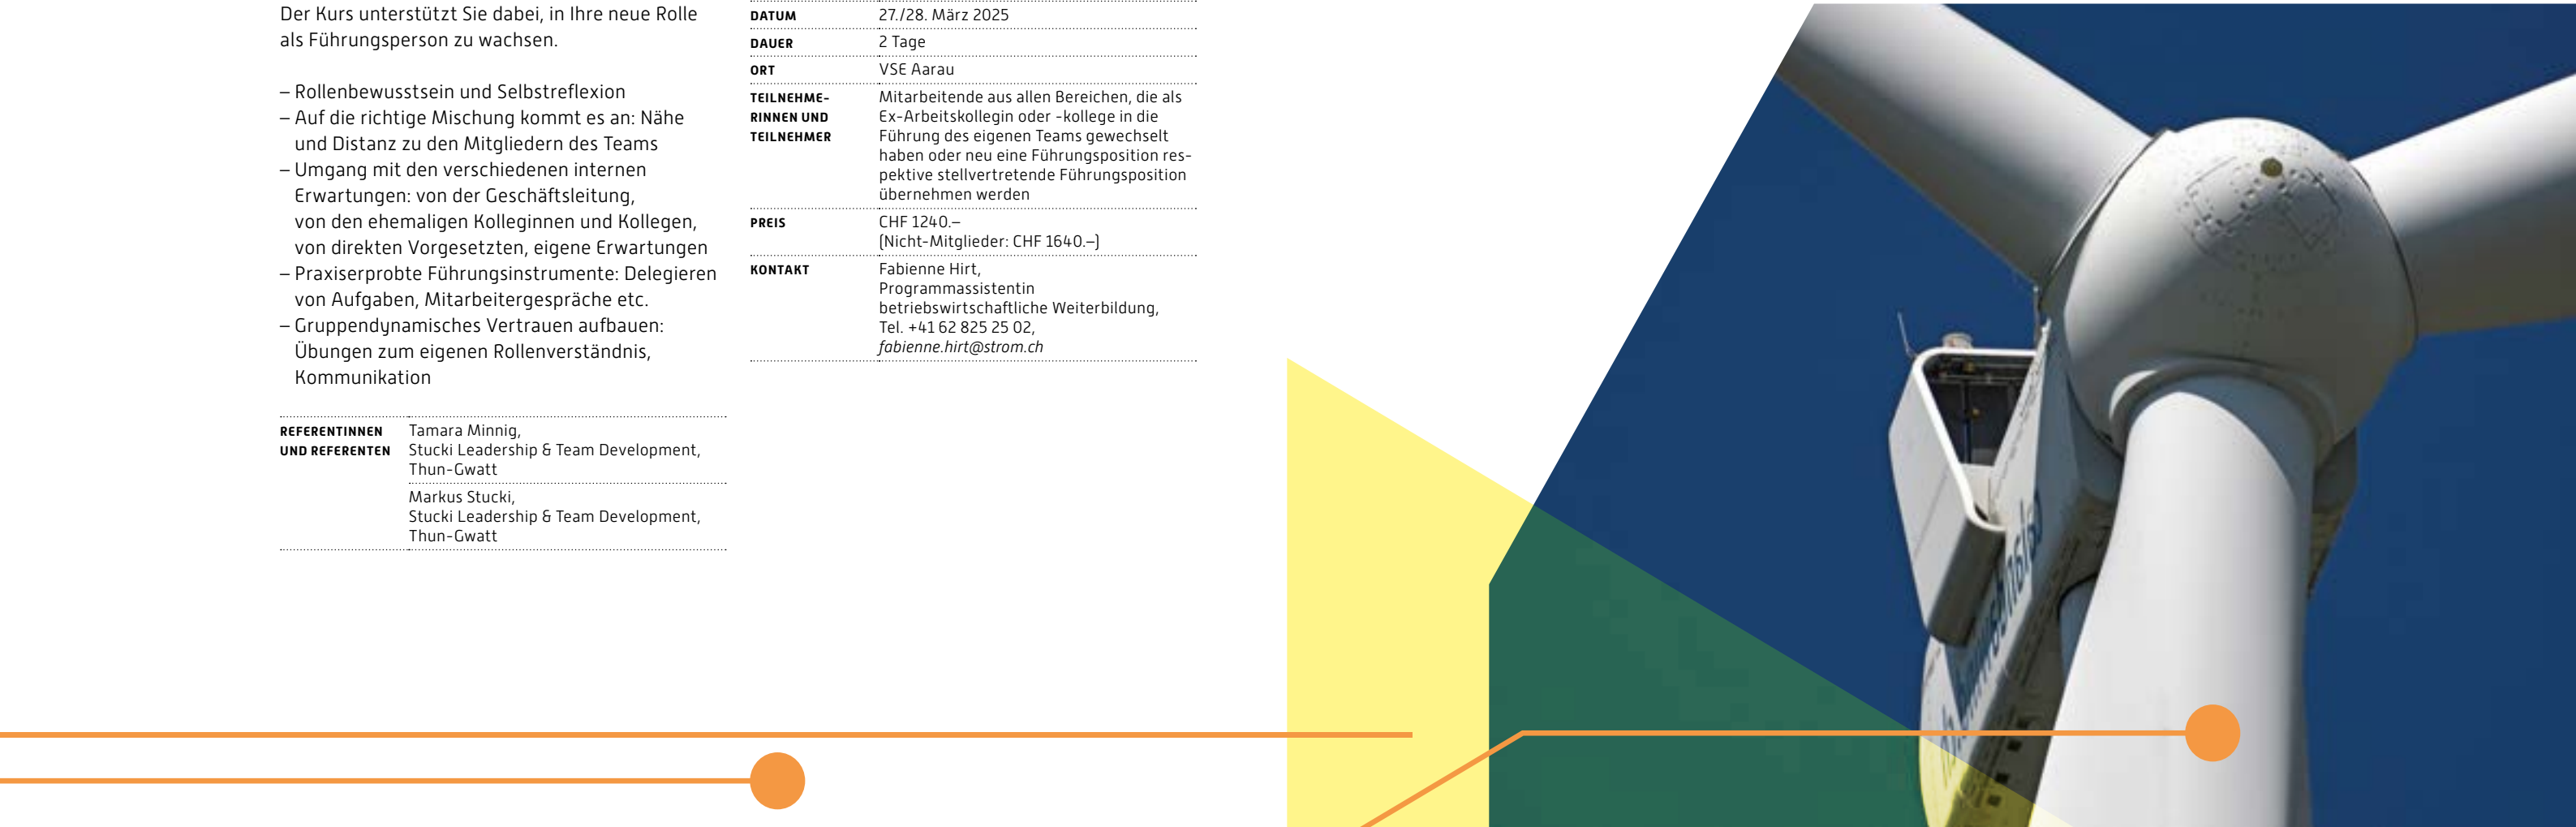 Der Kurs unterstützt Sie dabei, in Ihre neue Rolle
als Führungsperson zu wachsen.
– Rollenbewusstsein und Selbstreflexion
– Auf die richtige Mischung kommt es an: Nähe
und Distanz zu den Mitgliedern des Teams
– Umgang mit den verschiedenen internen
Erwartungen: von der Geschäftsleitung,
von den ehemaligen Kolleginnen und Kollegen,
von direkten Vorgesetzten, eigene Erwartungen
– Praxiserprobte Führungsinstrumente: Delegieren
von Aufgaben, Mitarbeitergespräche etc.
– Gruppendynamisches Vertrauen aufbauen:
Übungen zum eigenen Rollenverständnis,
Kommunikation
REFERENTINNEN
UND REFERENTEN
Tamara Minnig,
Stucki Leadership & Team Development,
Thun-Gwatt
Markus Stucki,
Stucki Leadership & Team Development,
Thun-Gwatt
DATUM
27./28. März 2025
DAUER
2 Tage
ORT
VSE Aarau
TEILNEHME-
RINNEN UND
TEILNEHMER
Mitarbeitende aus allen Bereichen, die als
Ex-Arbeitskollegin oder -kollege in die
Führung des eigenen Teams gewechselt
haben oder neu eine Führungsposition res-
pektive stellvertretende Führungsposition
übernehmen werden
PREIS
CHF 1240.–
(Nicht-Mitglieder: CHF 1640.–)
KONTAKT
Fabienne Hirt,
Programmassistentin
betriebswirtschaftliche Weiterbildung,
Tel. +41 62 825 25 02,
fabienne.hirt@strom.ch